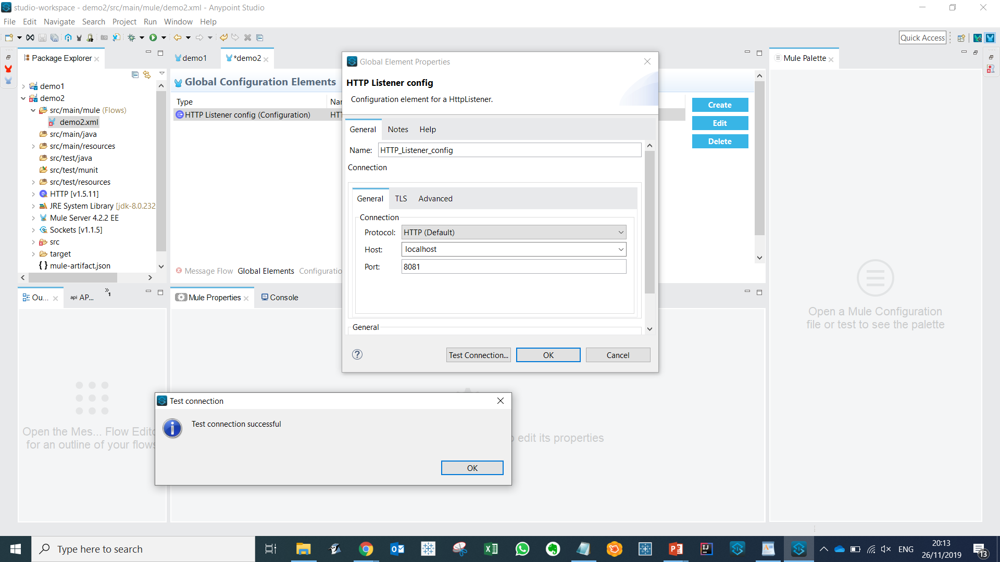 studio-workspace - demo2/src/main/mule/demo2.xml - Anypoint Studio
File Edit Navigate Search Project Run Window Help
Quick Access
Package Explorer
demo1
demo2
src/main/mule (Flows)
demo2.xml
src/main/java
src/main/resources
src/test/java
src/test/munit
src/test/resources
HTTP [v1.5.11]
JRE System Library [jdk-8.0.232
Mule Server 4.2.2 EE
Sockets [v1.1.5]
src
target
{} mule-artifact.json
demo1
*demo2
Global Configuration Elements
Type
Nar
HTTP Listener config (Configuration)
HTT
Create
Edit
Delete
Message Flow Global Elements Configuratio
Global Element Properties
HTTP Listener config
Configuration element for a HttpListener.
General Notes Help
Name: HTTP_Listener_config
Connection
General TLS Advanced
Connection
Protocol: HTTP (Default)
Host: localhost
Port: 8081
General
Test Connection... OK Cancel
Mule Palette
Open a Mule Configuration
file or test to see the palette
Ou...
api AP...
1
Open the Mes... Flow Edito
for an outline of your flows
Mule Properties
Console
edit its properties
Test connection
Test connection successful
OK
Type here to search
ENG
20:13
26/11/2019
13